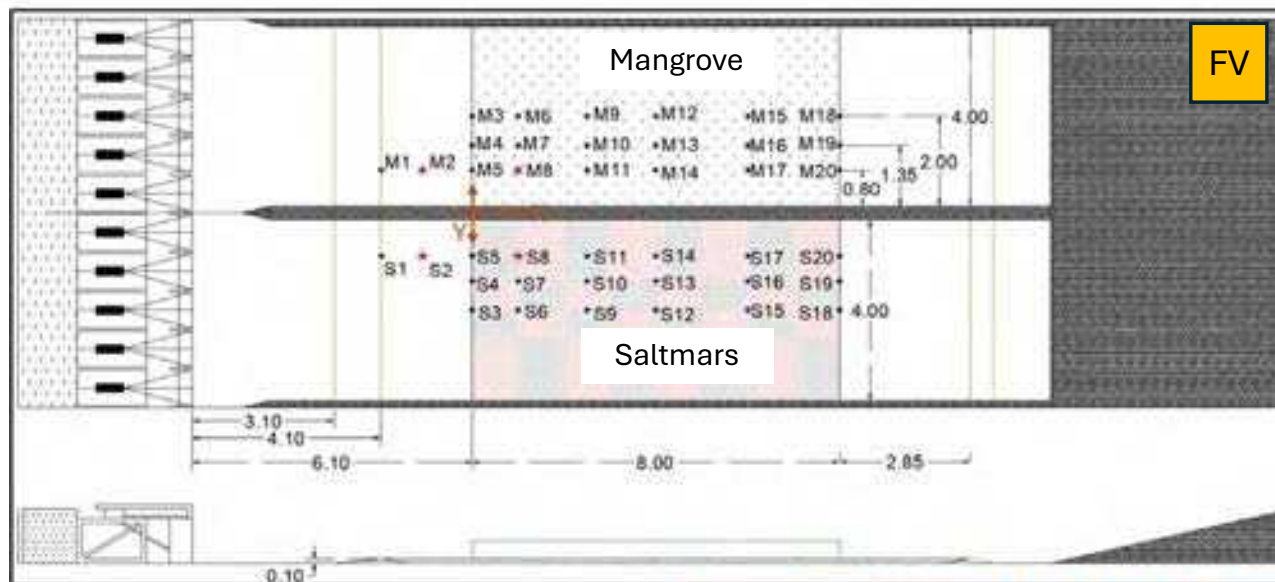 FV
Mangrove
M3 M6 M9 M12 M15 M18
4.00
M4 M7 M10 M13 M16 M19
2.00
M1 M2 M5 M8 M11 M14 M17 M20
1.35
0.80
Y
S1 S2 S5 S8 S11 S14 S17 S20
S4 S7 S10 S13 S16 S19
S3 S6 S9 S12 S15 S18 4.00
Saltmars
3.10
4.10
6.10 8.00 2.85
0.10